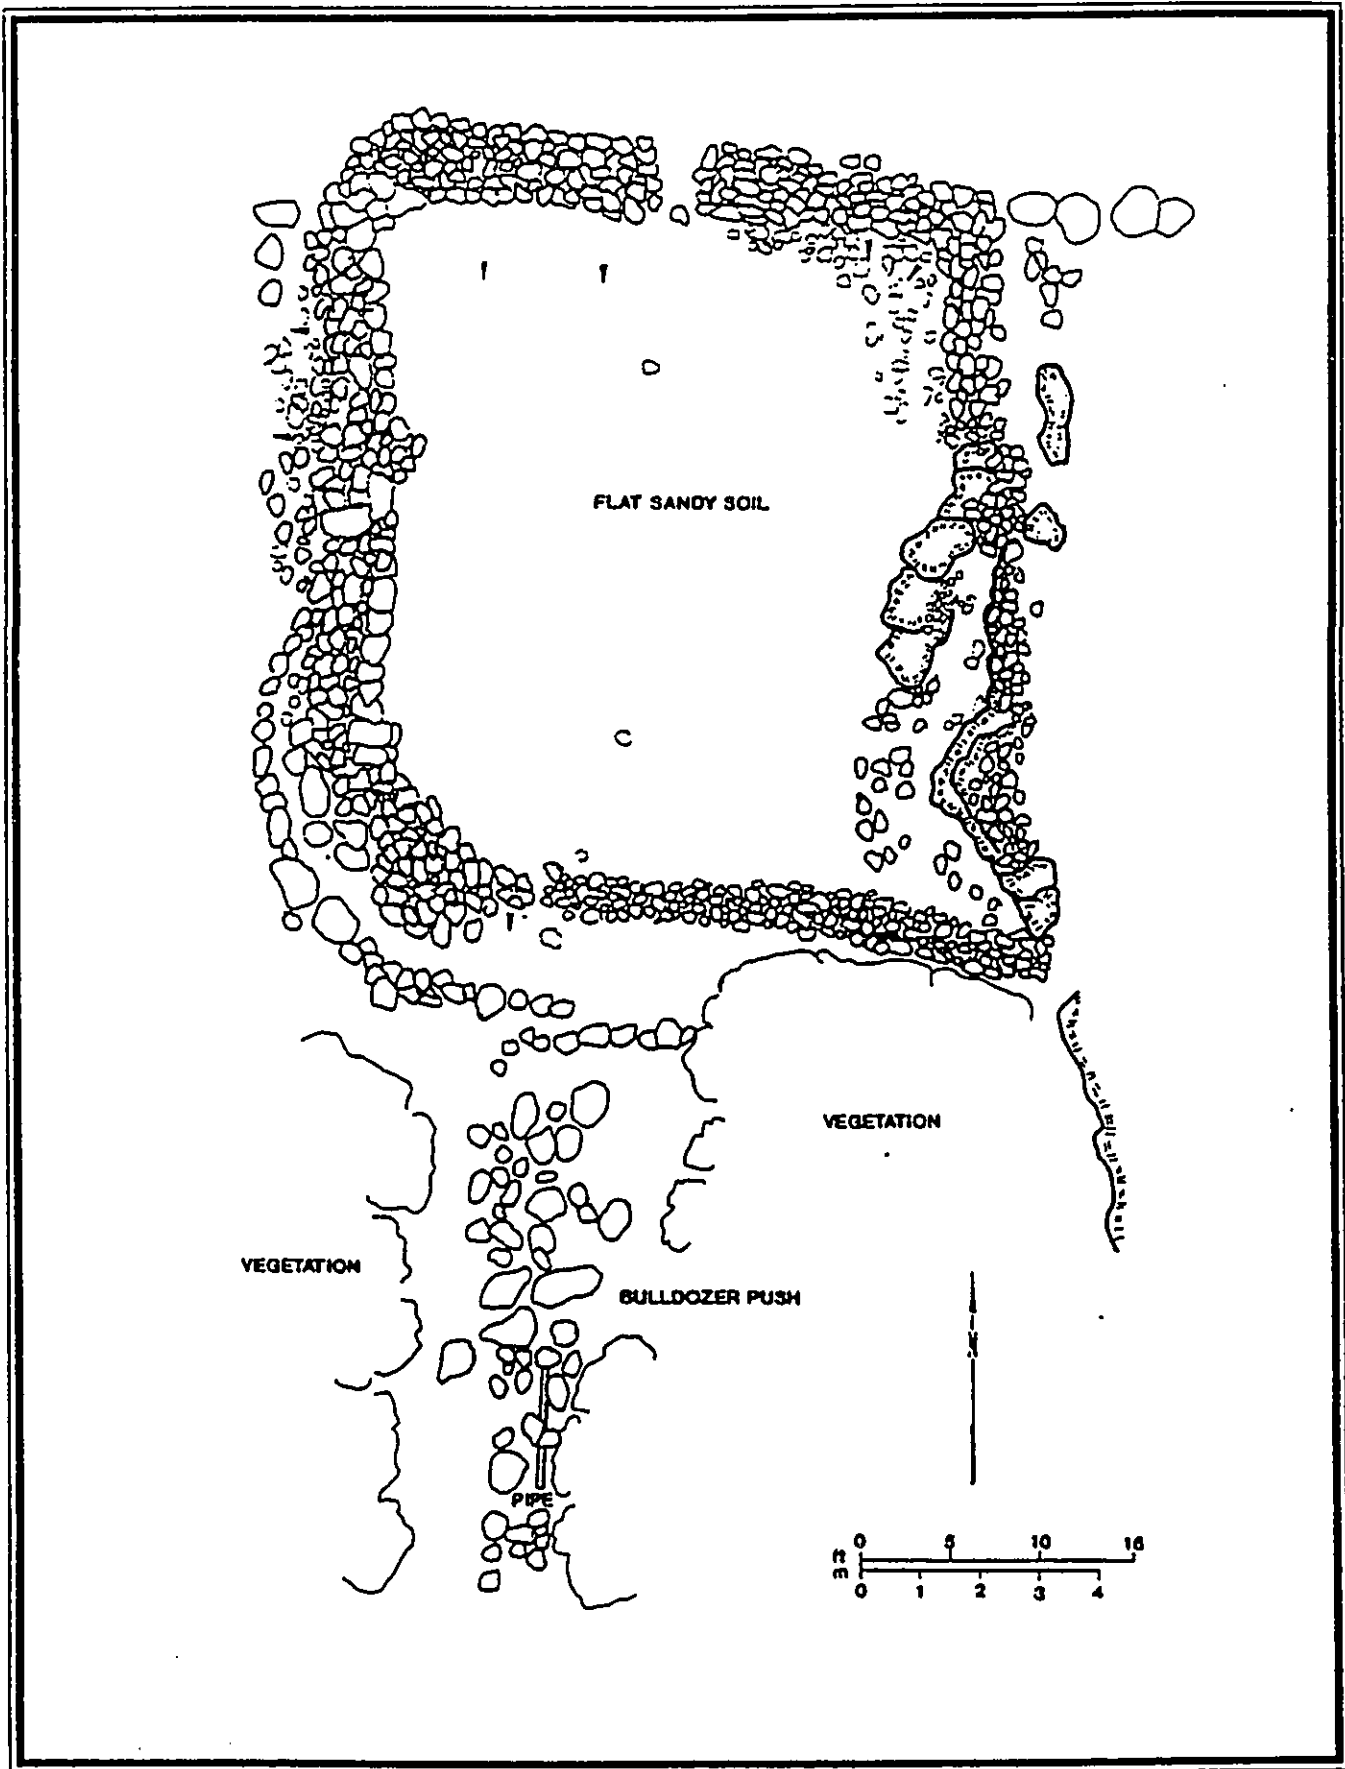 FLAT SANDY SOIL
VEGETATION
VEGETATION
BULLDOZER PUSH
PIPE
0 5 10 15
ft
m
0 1 2 3 4